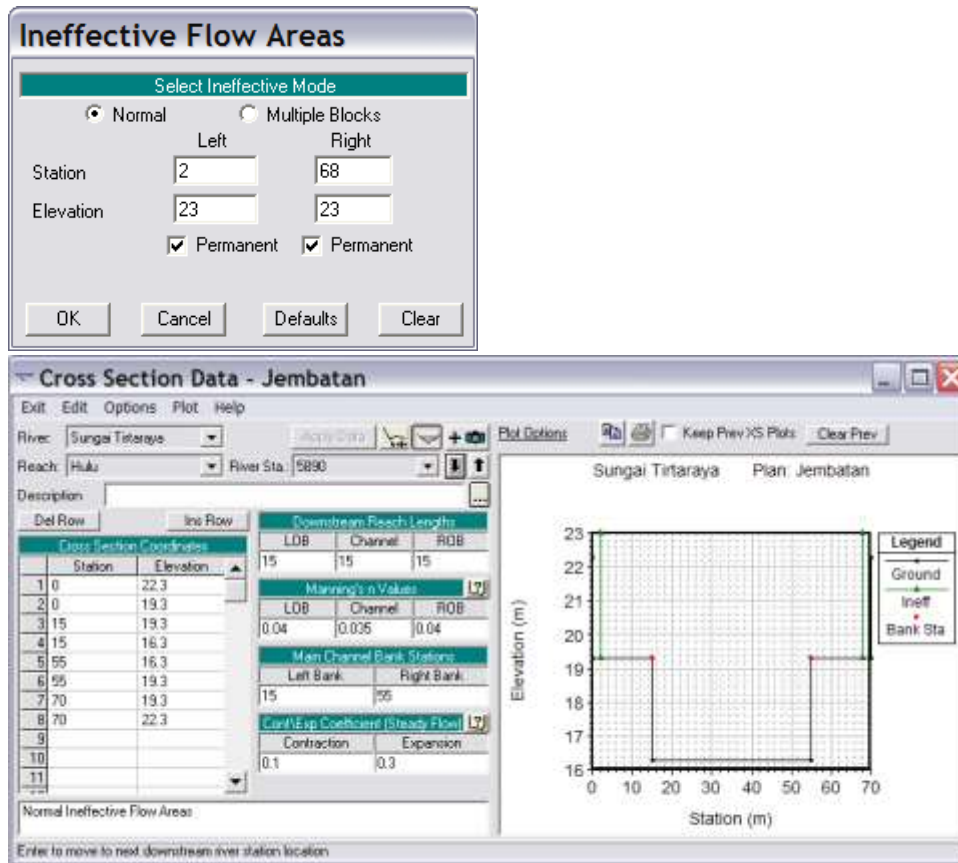 Ineffective Flow Areas
Select Ineffective Mode
Normal Multiple Blocks
Left Right
Station 2 68
Elevation 23 23
Permanent Permanent
OK Cancel Defaults Clear
Cross Section Data - Jembatan
Exit Edit Options Plot Help
River: Sungai Tirtaraya Apply Data Plot Options Keep Prev XS Plots Clear Prev
Reach: Hulu River Sta.: 5890
Description ...
Del Row Ins Row
Cross Section Coordinates
Station Elevation
1 0 22.3
2 0 19.3
3 15 19.3
4 15 16.3
5 55 16.3
6 55 19.3
7 70 19.3
8 70 22.3
9
10
11
Downstream Reach Lengths
LOB Channel ROB
15 15 15
Manning's n Values
LOB Channel ROB
0.04 0.035 0.04
Main Channel Bank Stations
Left Bank Right Bank
15 55
Cont\Exp Coefficient (Steady Flow)
Contraction Expansion
0.1 0.3
Normal Ineffective Flow Areas
Enter to move to next downstream river station location
Sungai Tirtaraya Plan: Jembatan
Elevation (m)
23
22
21
20
19
18
17
16
0 10 20 30 40 50 60 70
Station (m)
Legend
Ground
Ineff
Bank Sta